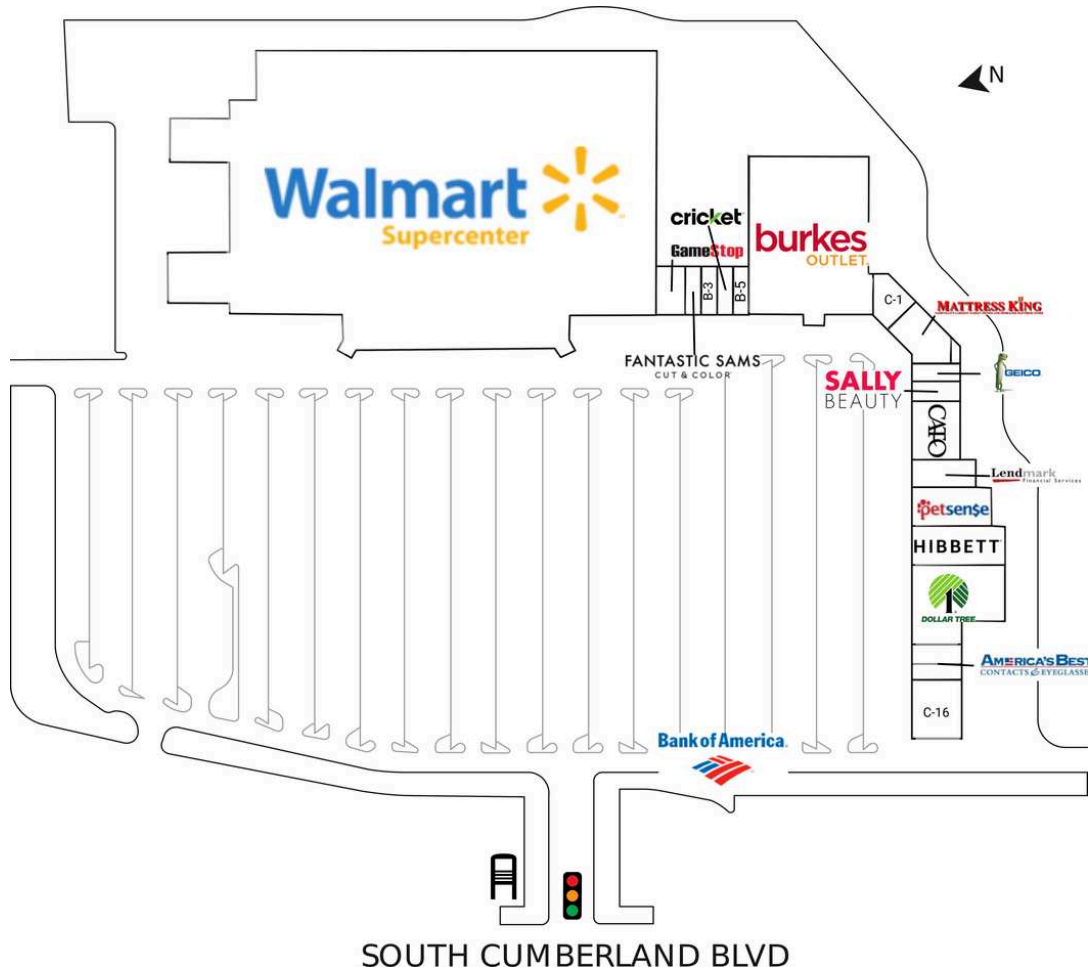 N
Walmart
Supercenter
cricket
GameStop
B-3
B-5
burkes
OUTLET
C-1
MATTRESS KING
FANTASTIC SAMS
CUT & COLOR
GEICO
SALLY
BEAUTY
CATO
Lendmark
Financial Services
petsense
HIBBETT
DOLLAR TREE
AMERICA'S BEST
CONTACTS & EYEGLASSE
C-16
Bank of America
SOUTH CUMBERLAND BLVD